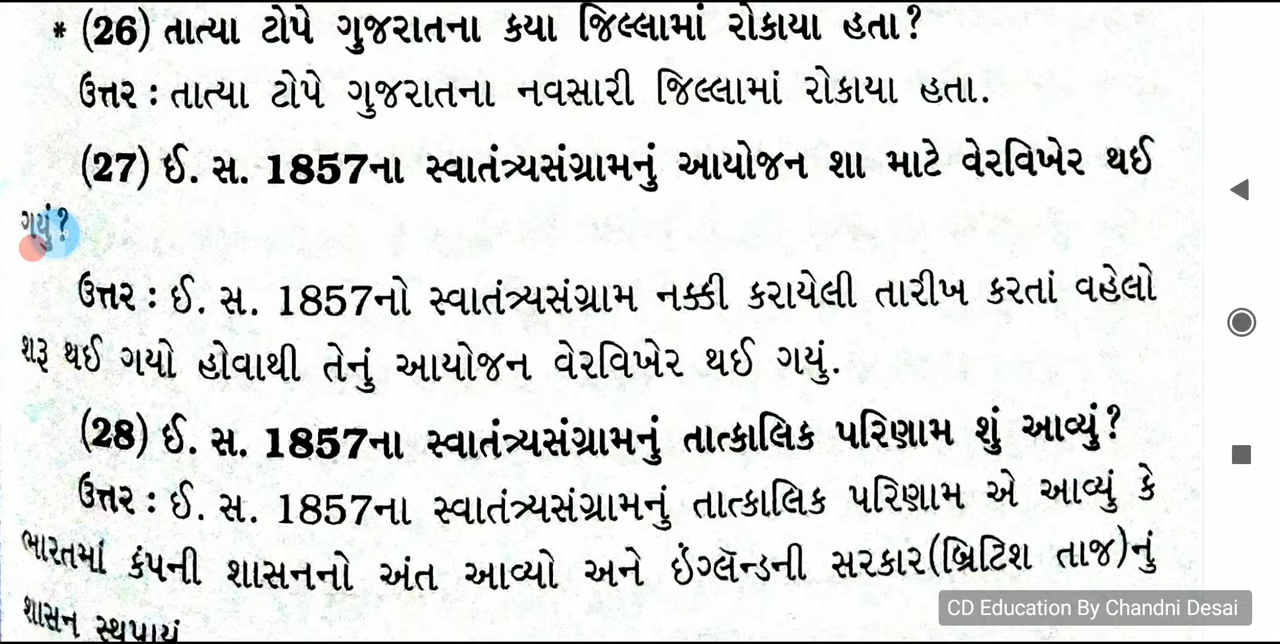 * (26) તાત્યા ટોપે ગુજરાતના કયા જિલ્લામાં રોકાયા હતા?
ઉત્તર : તાત્યા ટોપે ગુજરાતના નવસારી જિલ્લામાં રોકાયા હતા.
(27) ઈ. સ. 1857ના સ્વાતંત્ર્યસંગ્રામનું આયોજન શા માટે વેરવિખેર થઈ
ગયું?
ઉત્તર : ઈ. સ. 1857નો સ્વાતંત્ર્યસંગ્રામ નક્કી કરાયેલી તારીખ કરતાં વહેલો
શરૂ થઈ ગયો હોવાથી તેનું આયોજન વેરવિખેર થઈ ગયું.
(28) ઈ. સ. 1857ના સ્વાતંત્ર્યસંગ્રામનું તાત્કાલિક પરિણામ શું આવ્યું?
ઉત્તર : ઈ. સ. 1857ના સ્વાતંત્ર્યસંગ્રામનું તાત્કાલિક પરિણામ એ આવ્યું કે
ભારતમાં કંપની શાસનનો અંત આવ્યો અને ઇંગ્લૅન્ડની સરકાર(બ્રિટિશ તાજ)નું
શાસન સ્થપાયું
CD Education By Chandni Desai